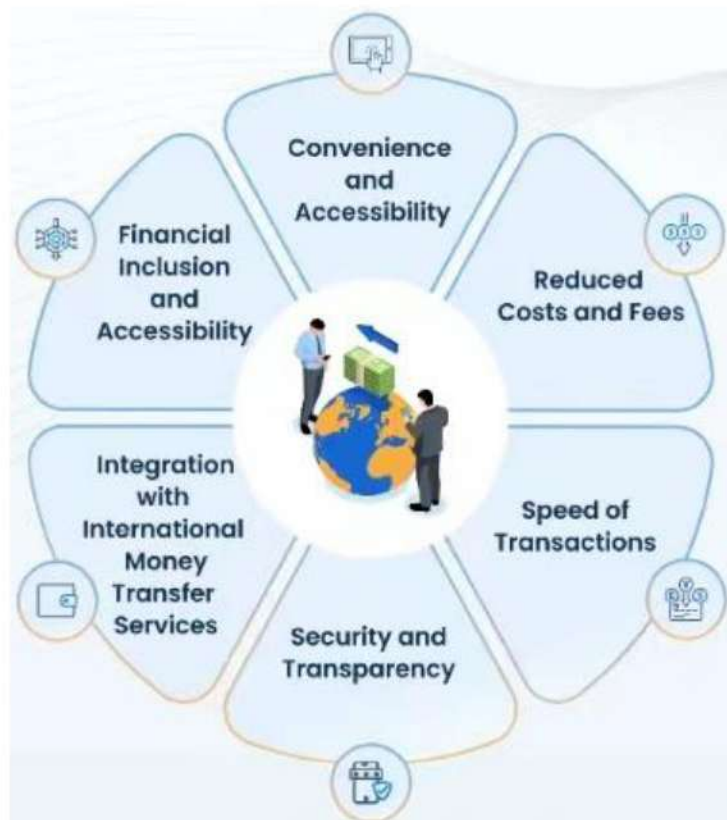 Convenience
and
Accessibility
Reduced
Costs and Fees
Speed of
Transactions
Security and
Transparency
Integration
with
International
Money
Transfer
Services
Financial
Inclusion
and
Accessibility